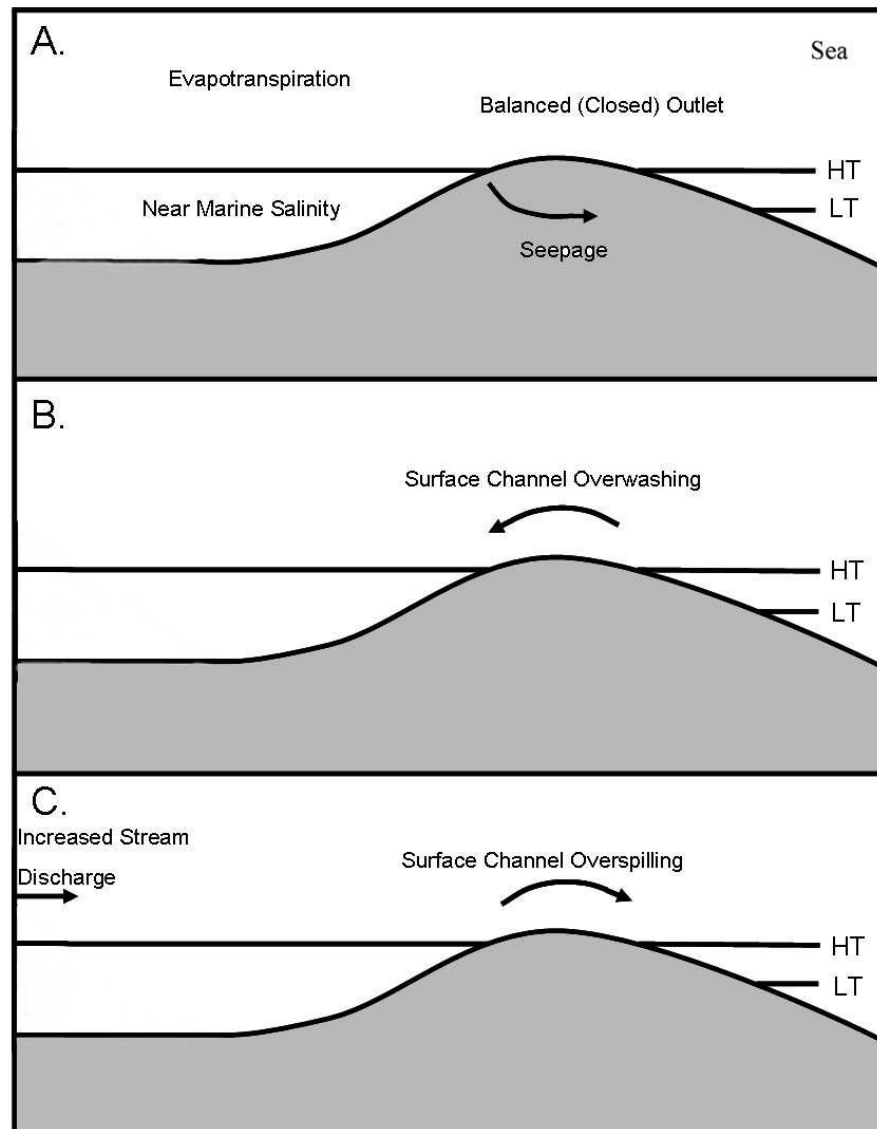 A.
Sea
Evapotranspiration
Balanced (Closed) Outlet
HT
Near Marine Salinity
LT
Seepage
B.
Surface Channel Overwashing
HT
LT
C.
Increased Stream
Discharge
Surface Channel Overspilling
HT
LT